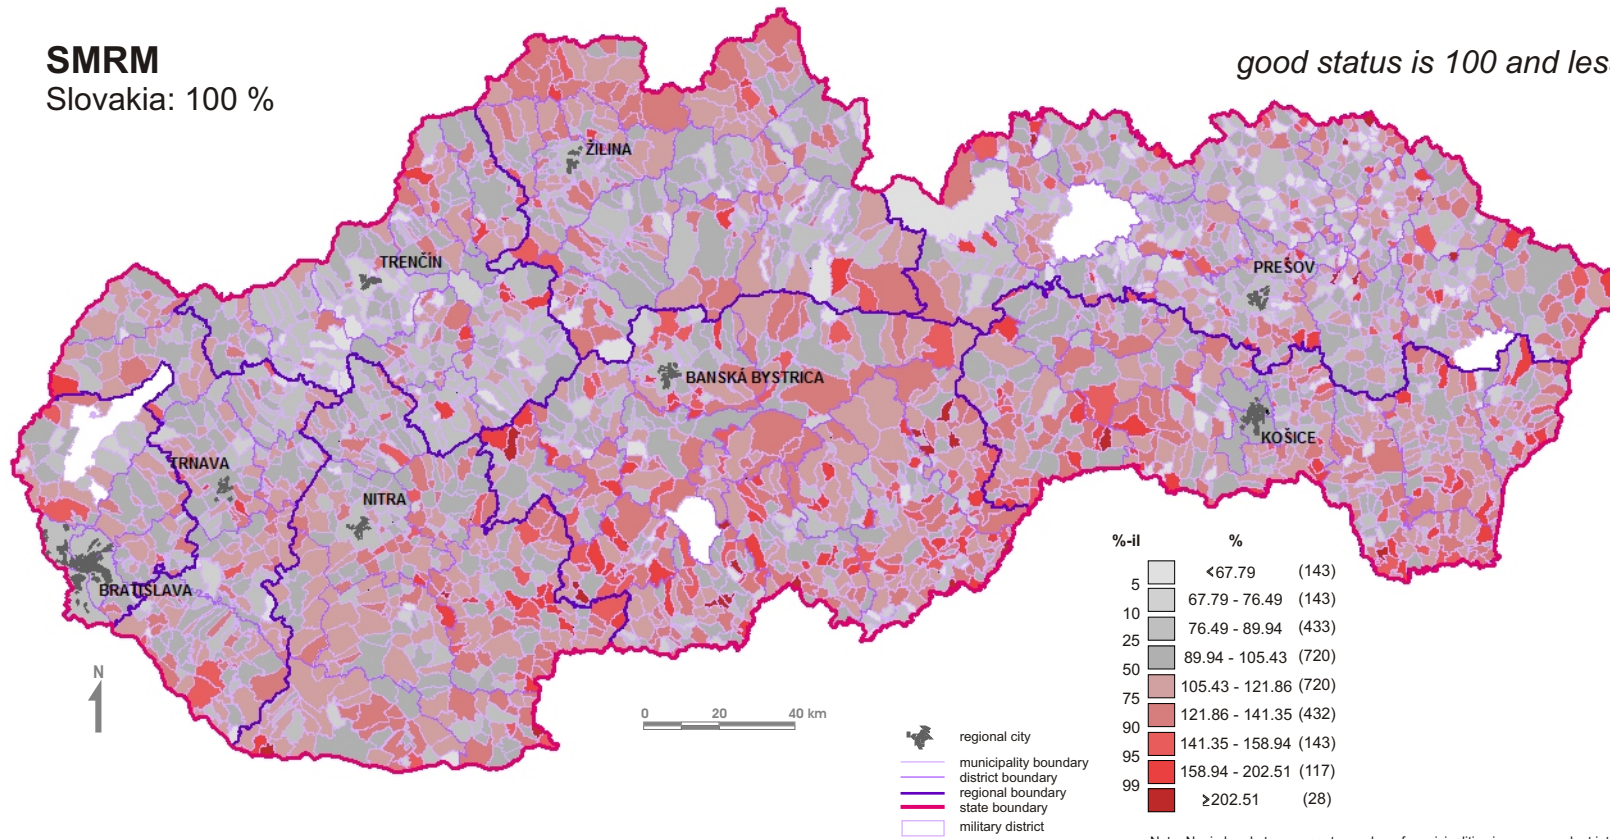 SMRM
Slovakia: 100 %
good status is 100 and les
ŽILINA
TRENČÍN
PREŠOV
BANSKÁ BYSTRICA
KOŠICE
TRNAVA
NITRA
BRATISLAVA
N
0 20 40 km
regional city
municipality boundary
district boundary
regional boundary
state boundary
military district
%-il %
<67.79 (143)
5
67.79 - 76.49 (143)
10
76.49 - 89.94 (433)
25
89.94 - 105.43 (720)
50
105.43 - 121.86 (720)
75
121.86 - 141.35 (432)
90
141.35 - 158.94 (143)
95
158.94 - 202.51 (117)
99
≥202.51 (28)